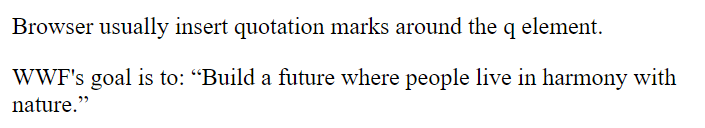 Browser usually insert quotation marks around the q element.
WWF's goal is to: “Build a future where people live in harmony with
nature.”